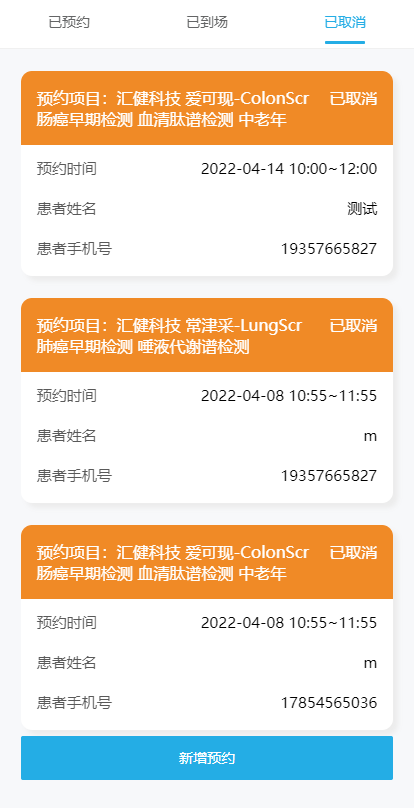 已预约 已到场 已取消
预约项目：汇健科技 爱可现-ColonScr 已取消
肠癌早期检测 血清肽谱检测 中老年
预约时间 2022-04-14 10:00~12:00
患者姓名 测试
患者手机号 19357665827
预约项目：汇健科技 常津采-LungScr 已取消
肺癌早期检测 唾液代谢谱检测
预约时间 2022-04-08 10:55~11:55
患者姓名 m
患者手机号 19357665827
预约项目：汇健科技 爱可现-ColonScr 已取消
肠癌早期检测 血清肽谱检测 中老年
预约时间 2022-04-08 10:55~11:55
患者姓名 m
患者手机号 17854565036
新增预约